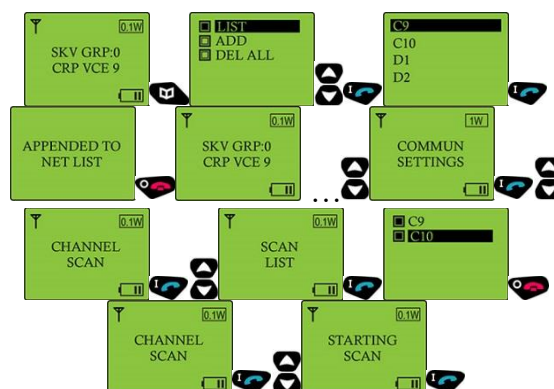 0.1W
SKV GRP:0
CRP VCE 9
LIST
ADD
DEL ALL
I
C9
C10
D1
D2
I
APPENDED TO
NET LIST
O
0.1W
SKV GRP:0
CRP VCE 9
...
1W
COMMUN
SETTINGS
I
0.1W
CHANNEL
SCAN
I
0.1W
SCAN
LIST
I
C9
C10
O
0.1W
CHANNEL
SCAN
I
0.1W
STARTING
SCAN
I